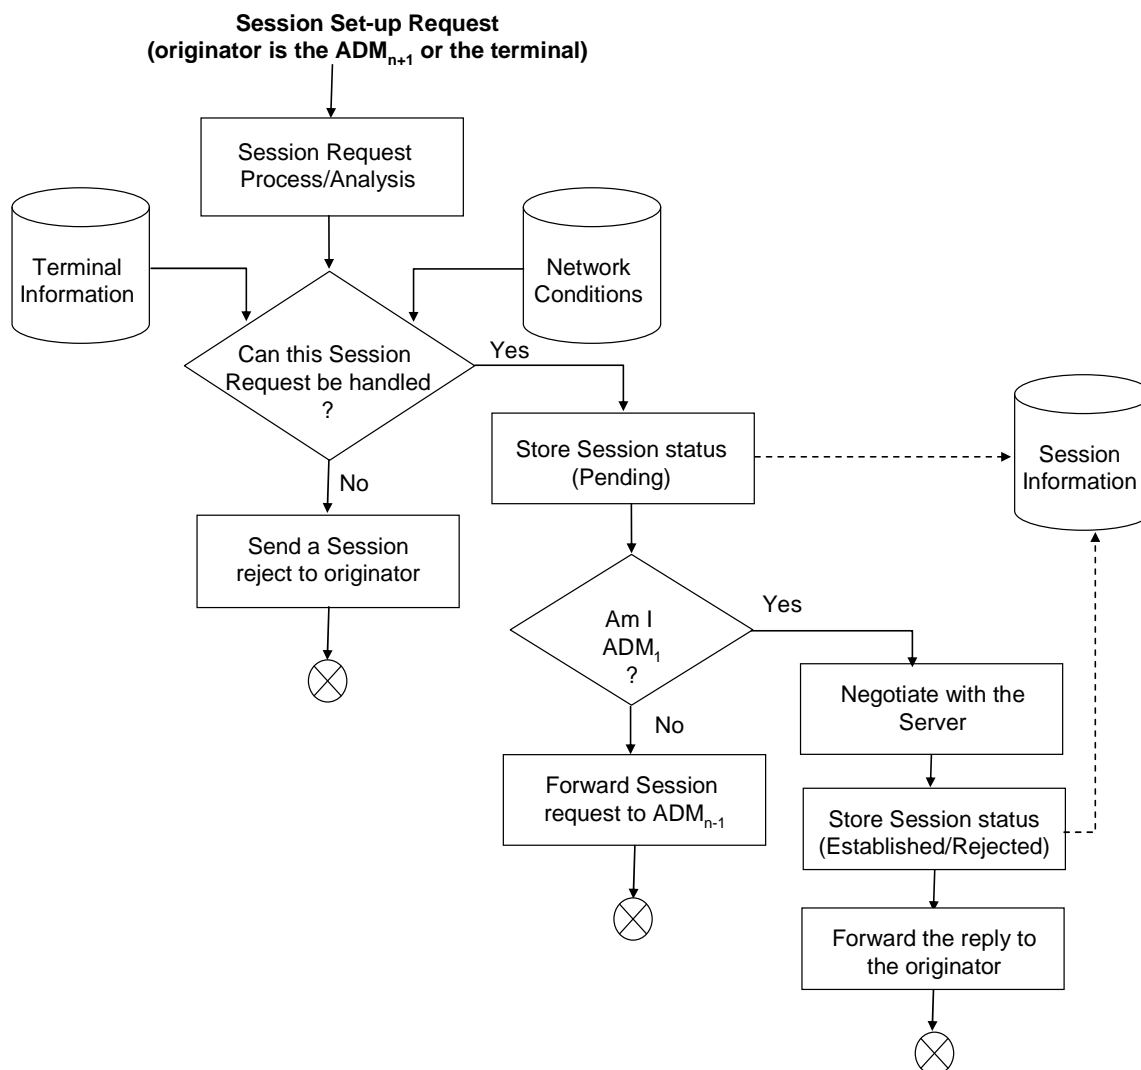 Session Set-up Request
(originator is the ADMn+1 or the terminal)
Session Request
Process/Analysis
Terminal
Information
Network
Conditions
Can this Session
Request be handled
?
Yes
No
Send a Session
reject to originator
Store Session status
(Pending)
Session
Information
Am I
ADM1
?
Yes
No
Forward Session
request to ADMn-1
Negotiate with the
Server
Store Session status
(Established/Rejected)
Forward the reply to
the originator